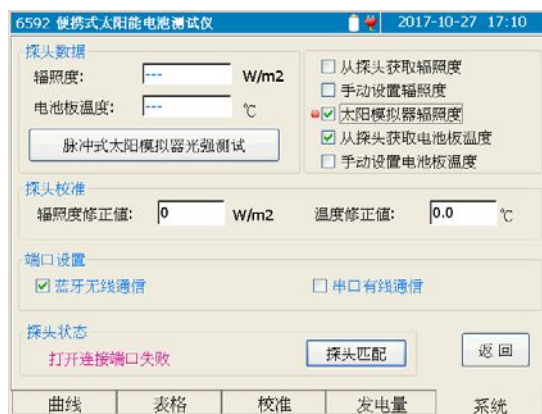 6592 便携式太阳能电池测试仪 2017-10-27 17:10
探头数据
辐照度: --- W/m2
电池板温度: --- ℃
脉冲式太阳模拟器光强测试
从探头获取辐照度
手动设置辐照度
太阳模拟器辐照度
从探头获取电池板温度
手动设置电池板温度
探头校准
辐照度修正值: 0 W/m2 温度修正值: 0.0 ℃
端口设置
蓝牙无线通信 串口有线通信
探头状态
打开连接端口失败 探头匹配 返回
曲线 表格 校准 发电量 系统